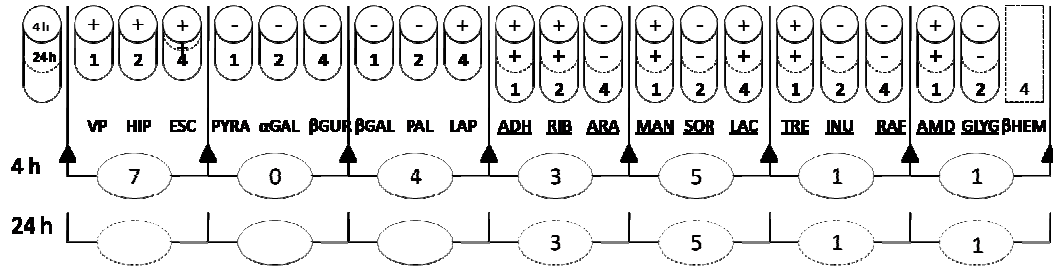 4 h + + + - - - - - + + + - + - + + - - + -
24 h + + + - + - + + - - + -
1 2 4 1 2 4 1 2 4 1 2 4 1 2 4 1 2 4 1 2 4
VP HIP ESC PYRA αGAL βGUR βGAL PAL LAP ADH RIB ARA MAN SOR LAC TRE INU RAF AMD GLYG βHEM
4 h 7 0 4 3 5 1 1
24 h 3 5 1 1